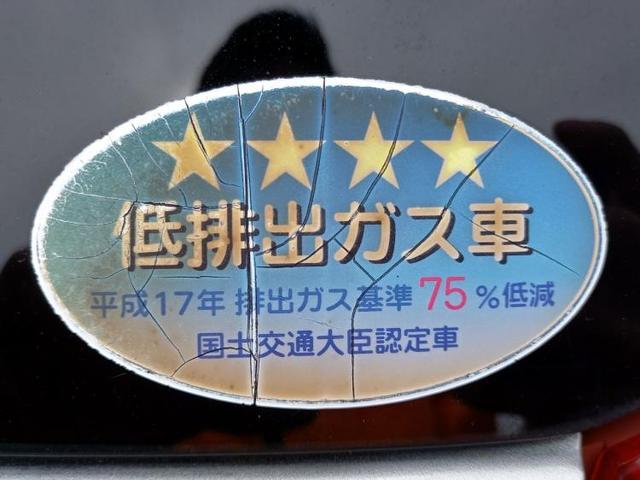 ★★★★
低排出ガス車
平成17年 排出ガス基準 75 %低減
国土交通大臣認定車